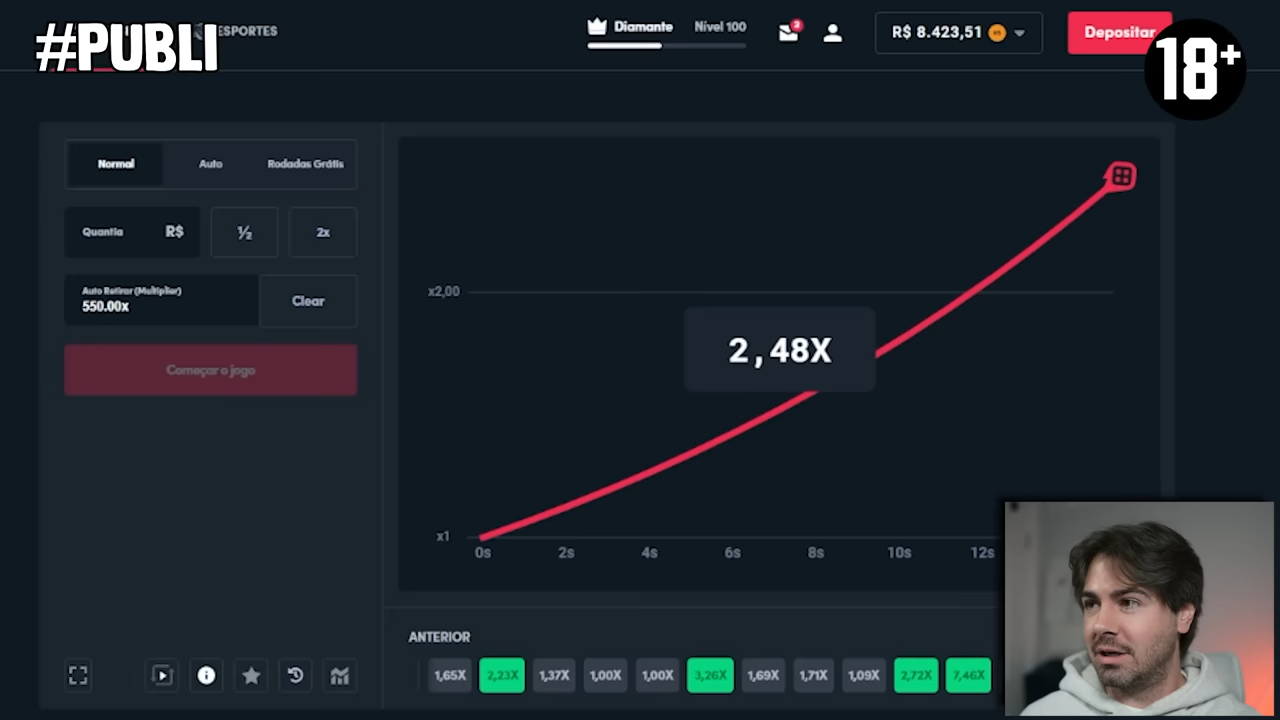 #PUBLI
ESPORTES
Diamante
Nível 100
3
R$ 8.423,51
Depositar
18+
Normal
Auto
Rodadas Grátis
Quantia
R$
½
2x
Auto Retirar (Multiplier)
550.00x
Clear
Começar o jogo
x2,00
2,48X
x1
0s
2s
4s
6s
8s
10s
12s
ANTERIOR
1,65X
2,23X
1,37X
1,00X
1,00X
3,26X
1,69X
1,71X
1,09X
2,72X
7,46X